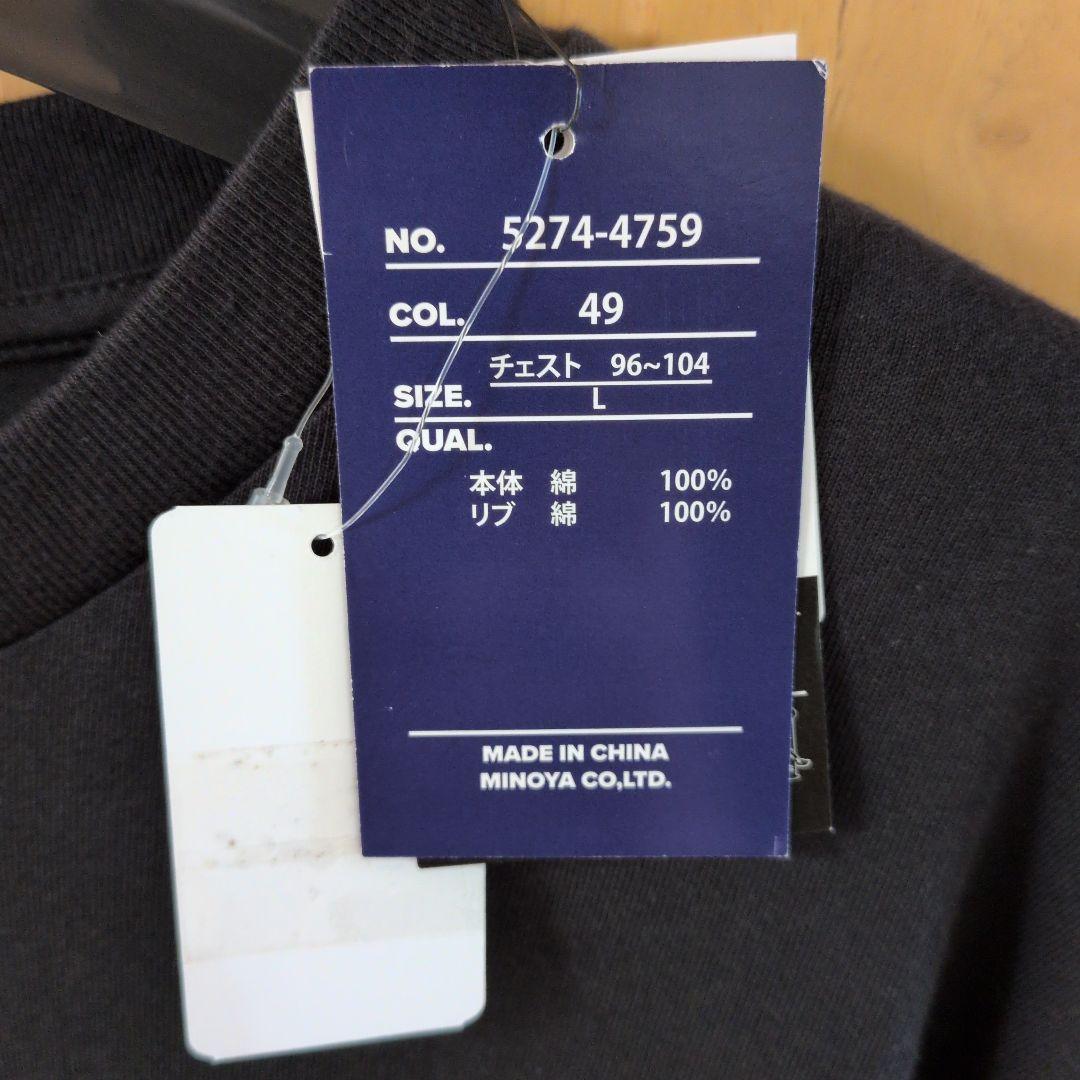 NO. 5274-4759
COL. 49
チェスト 96~104
SIZE. L
QUAL.
本体 綿 100%
リブ 綿 100%
MADE IN CHINA
MINOYA CO,LTD.